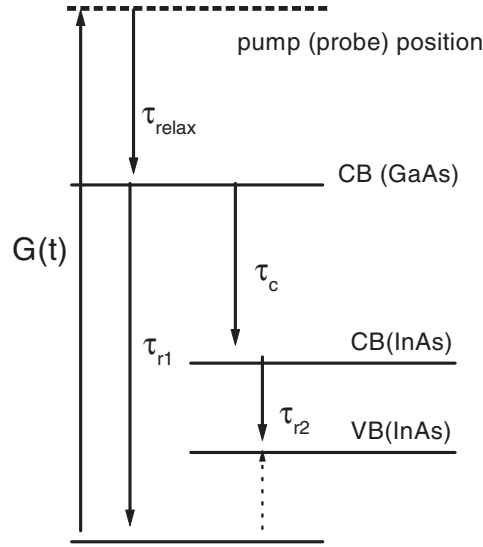 pump (probe) position
τrelax
CB (GaAs)
G(t)
τc
τr1
CB(InAs)
τr2
VB(InAs)